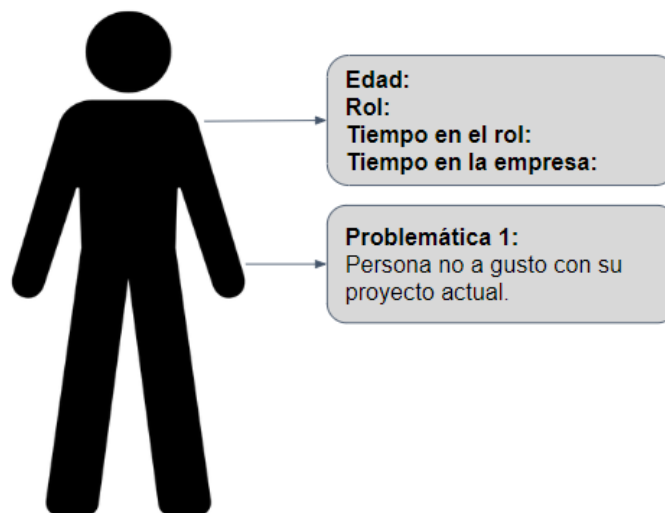 Edad:
Rol:
Tiempo en el rol:
Tiempo en la empresa:
Problemática 1:
Persona no a gusto con su
proyecto actual.